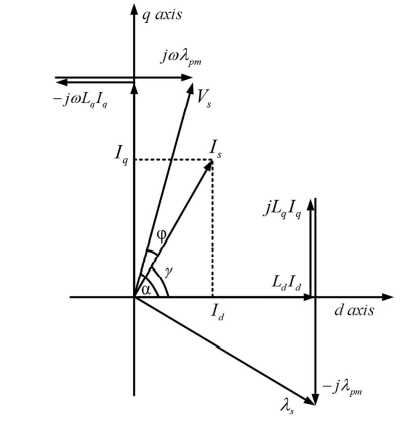 q axis
jωλpm
−jωLqIq
Vs
Iq
Is
φ
γ
α
jLqIq
LdId
Id
d axis
−jλpm
λs